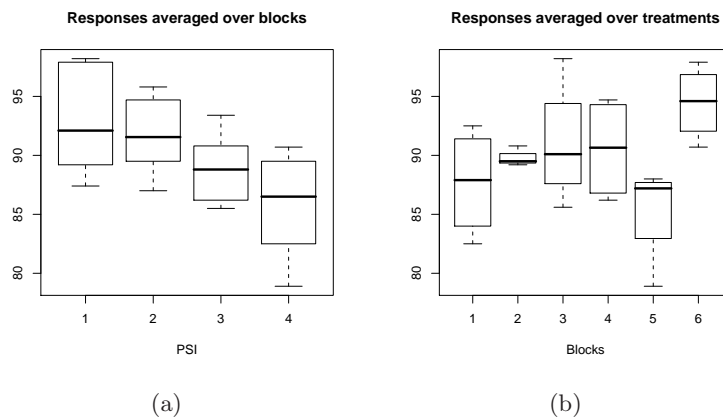 Responses averaged over blocks
95
90
85
80
1 2 3 4
PSI
(a)
Responses averaged over treatments
95
90
85
80
1 2 3 4 5 6
Blocks
(b)